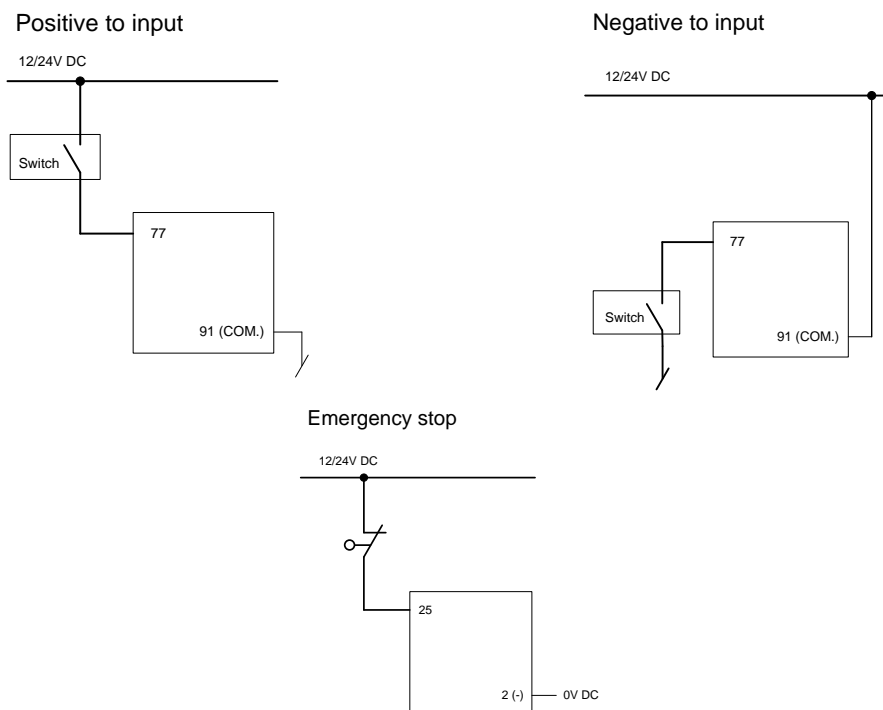 Positive to input
12/24V DC
Switch
77
91 (COM.)
Negative to input
12/24V DC
77
Switch
91 (COM.)
Emergency stop
12/24V DC
25
2 (-)
0V DC